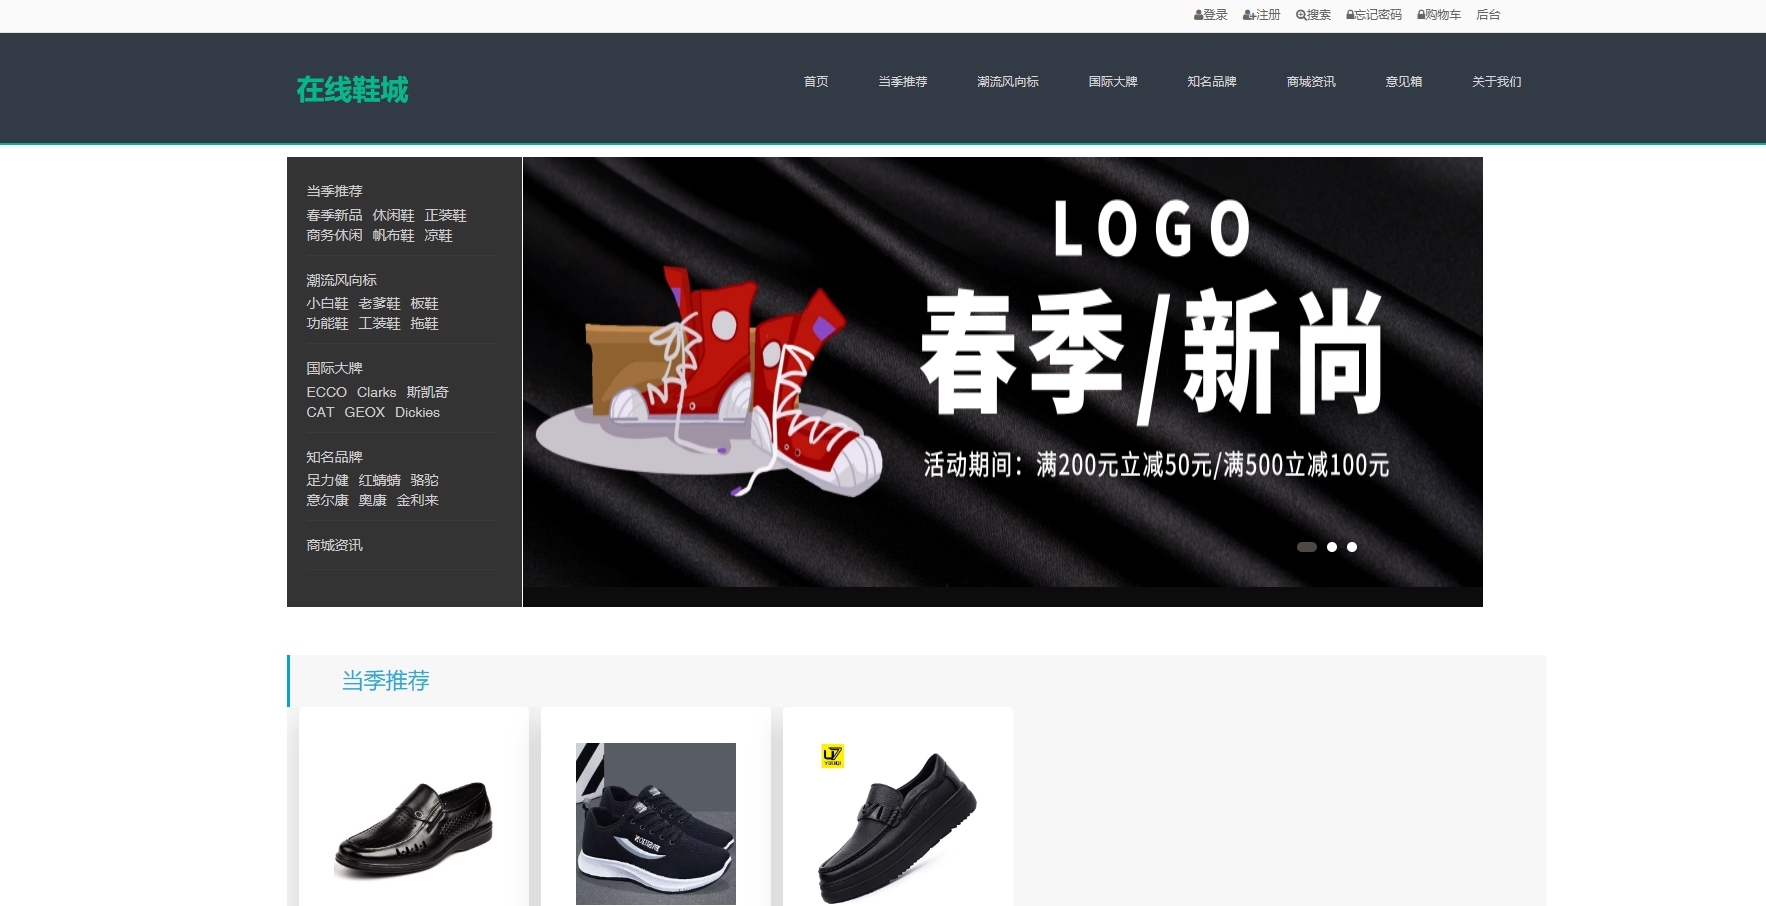 登录 注册 搜索 忘记密码 购物车 后台
在线鞋城
首页 当季推荐 潮流风向标 国际大牌 知名品牌 商城资讯 意见箱 关于我们
当季推荐
春季新品 休闲鞋 正装鞋
商务休闲 帆布鞋 凉鞋
潮流风向标
小白鞋 老爹鞋 板鞋
功能鞋 工装鞋 拖鞋
国际大牌
ECCO Clarks 斯凯奇
CAT GEOX Dickies
知名品牌
足力健 红蜻蜓 骆驼
意尔康 奥康 金利来
商城资讯
LOGO
春季/新尚
活动期间：满200元立减50元/满500立减100元
当季推荐